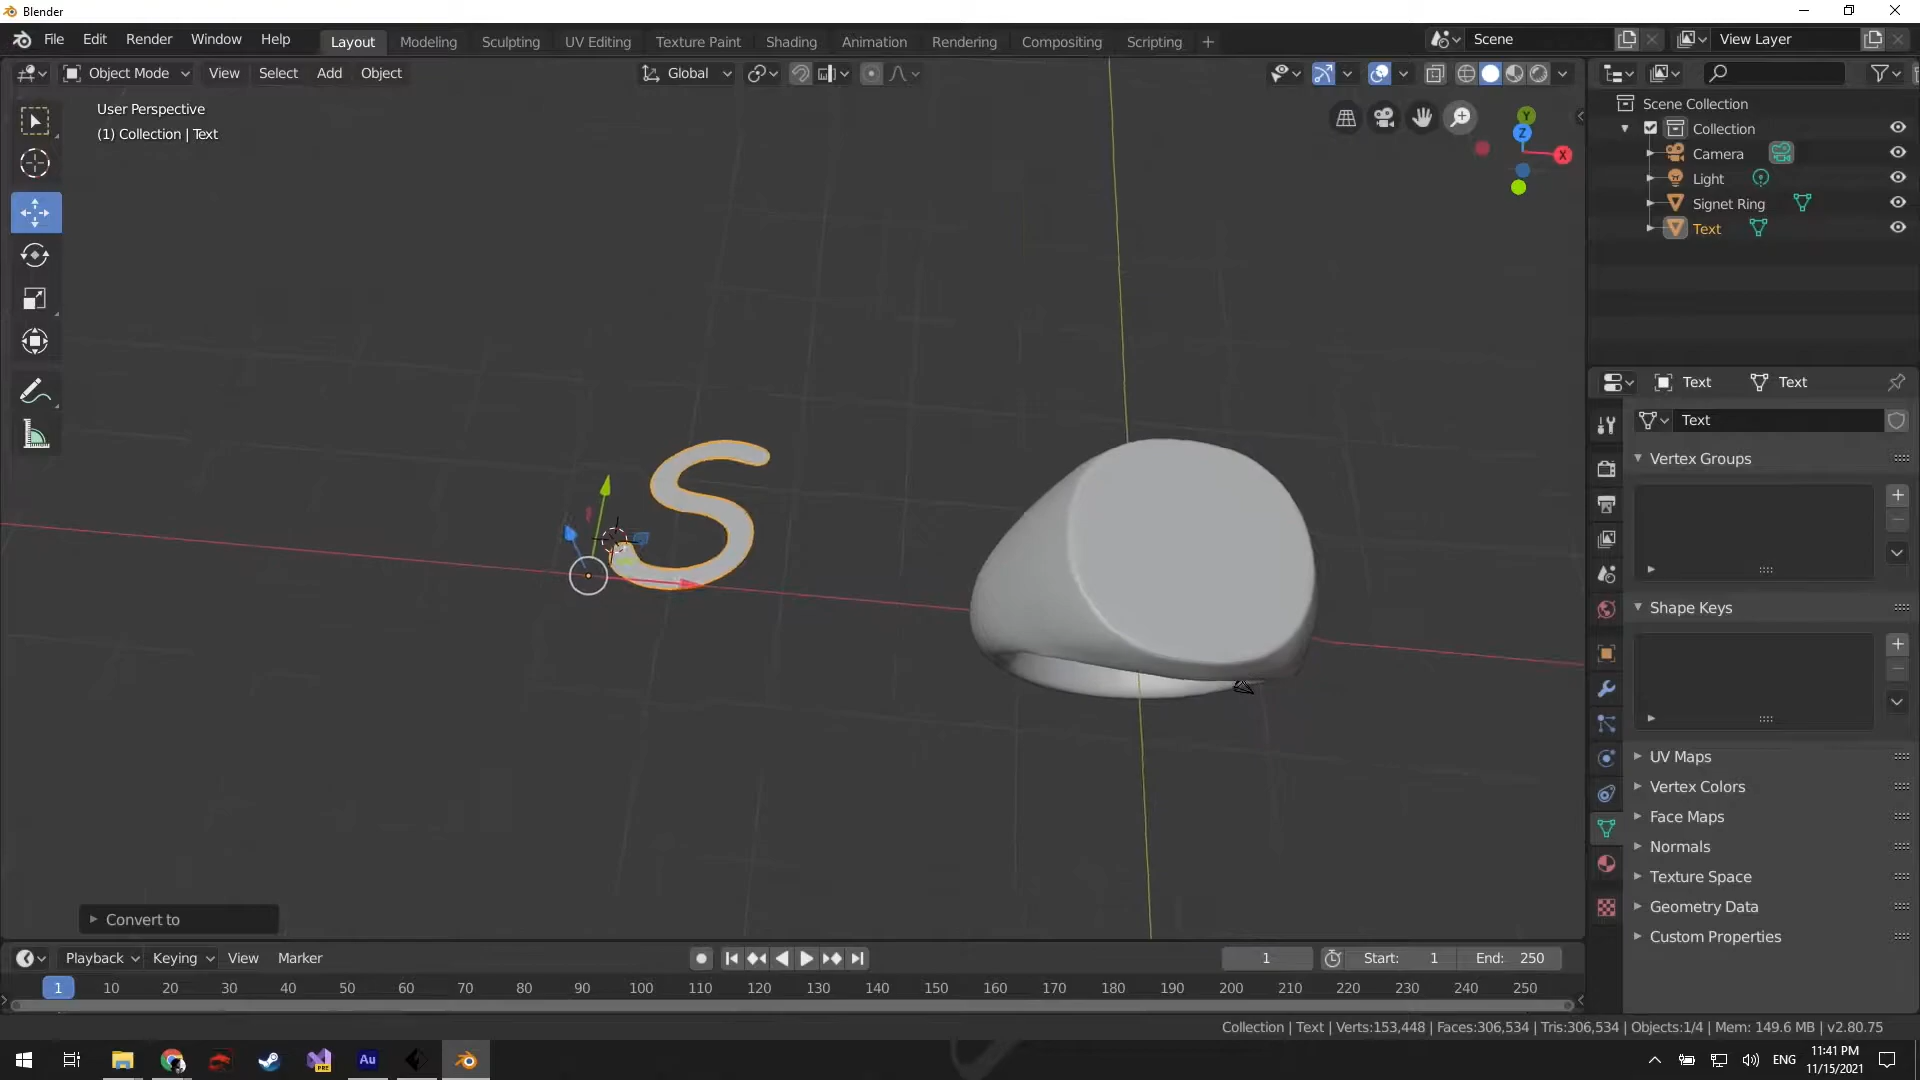 Blender
File Edit Render Window Help Layout Modeling Sculpting UV Editing Texture Paint Shading Animation Rendering Compositing Scripting + Scene View Layer
Object Mode View Select Add Object Global
User Perspective
(1) Collection | Text
Y
Z
X
S
Scene Collection
Collection
Camera
Light
Signet Ring
Text
Text Text
Text
Vertex Groups
Shape Keys
UV Maps
Vertex Colors
Face Maps
Normals
Texture Space
Geometry Data
Custom Properties
Convert to
Playback Keying View Marker 1 Start: 1 End: 250
1 10 20 30 40 50 60 70 80 90 100 110 120 130 140 150 160 170 180 190 200 210 220 230 240 250
Collection | Text | Verts:153,448 | Faces:306,534 | Tris:306,534 | Objects:1/4 | Mem: 149.6 MB | v2.80.75
PRE Au ENG 11:41 PM
11/15/2021